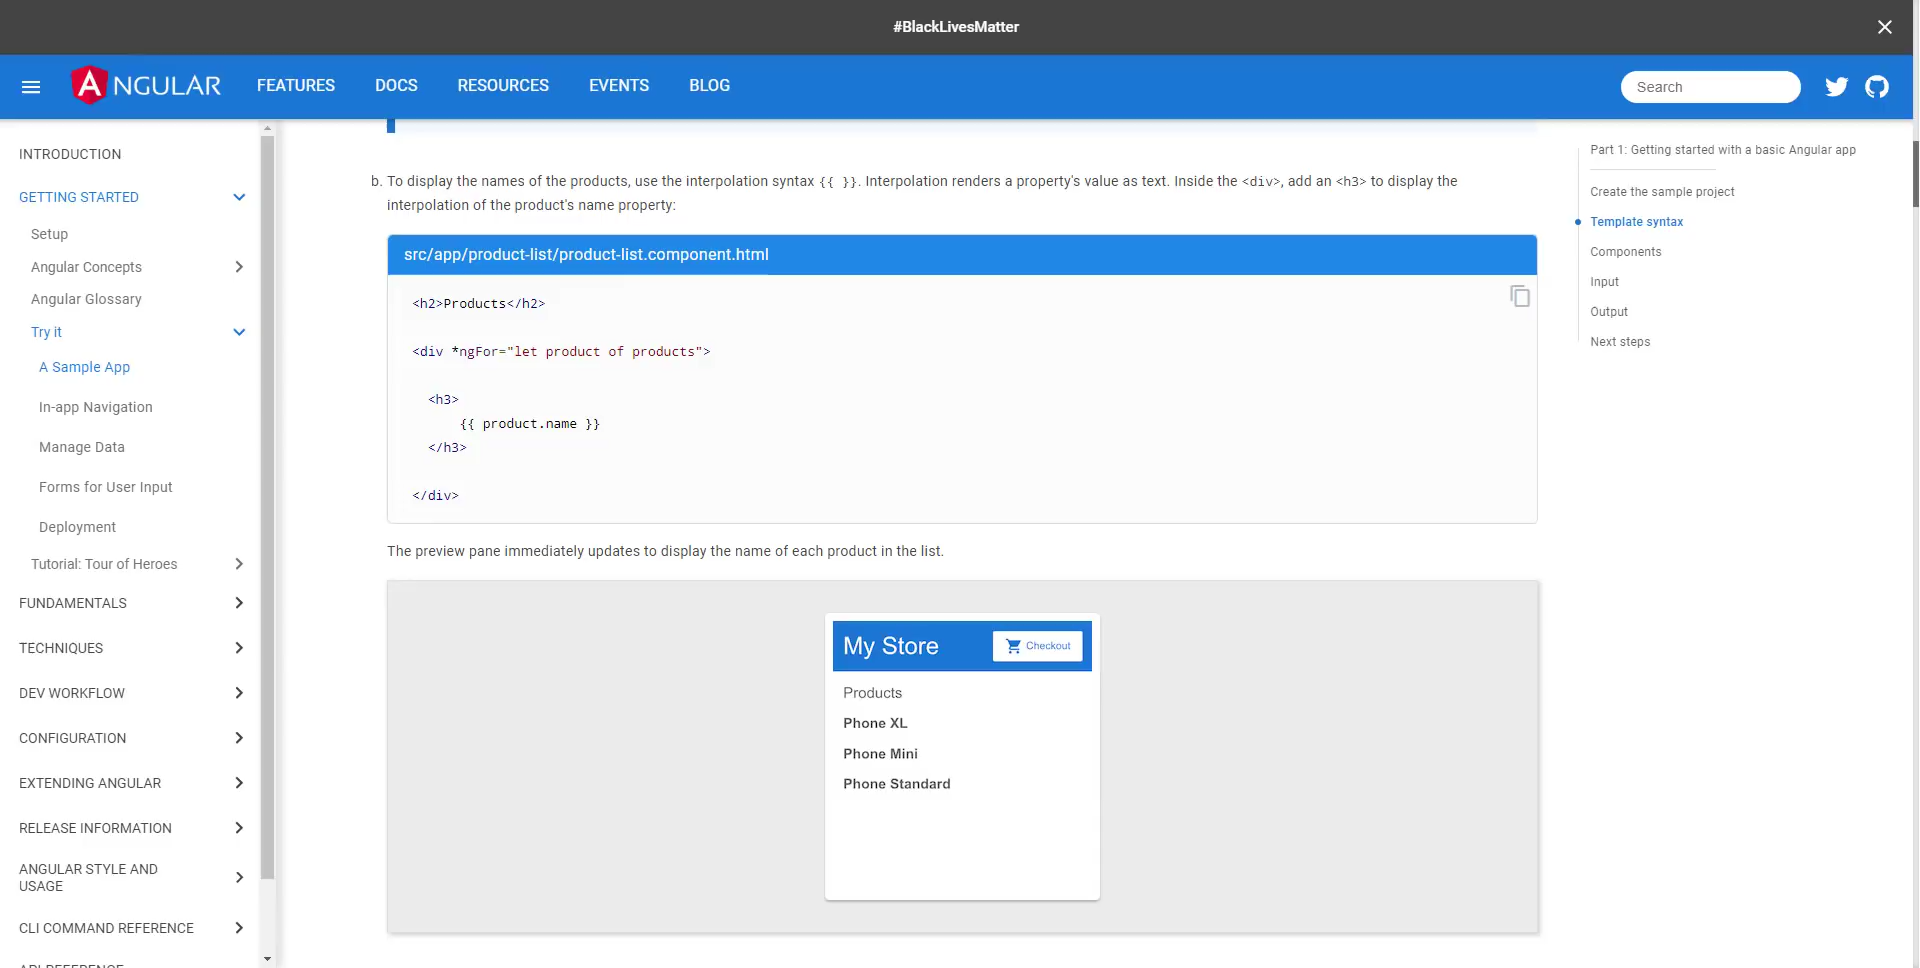 #BlackLivesMatter
ANGULAR
FEATURES
DOCS
RESOURCES
EVENTS
BLOG
Search
INTRODUCTION
GETTING STARTED
Setup
Angular Concepts
Angular Glossary
Try it
A Sample App
In-app Navigation
Manage Data
Forms for User Input
Deployment
Tutorial: Tour of Heroes
FUNDAMENTALS
TECHNIQUES
DEV WORKFLOW
CONFIGURATION
EXTENDING ANGULAR
RELEASE INFORMATION
ANGULAR STYLE AND
USAGE
CLI COMMAND REFERENCE
API REFERENCE
b. To display the names of the products, use the interpolation syntax {{ }}. Interpolation renders a property's value as text. Inside the <div>, add an <h3> to display the
interpolation of the product's name property:
src/app/product-list/product-list.component.html
<h2>Products</h2>
<div *ngFor="let product of products">
<h3>
{{ product.name }}
</h3>
</div>
The preview pane immediately updates to display the name of each product in the list.
My Store
Checkout
Products
Phone XL
Phone Mini
Phone Standard
Part 1: Getting started with a basic Angular app
Create the sample project
Template syntax
Components
Input
Output
Next steps